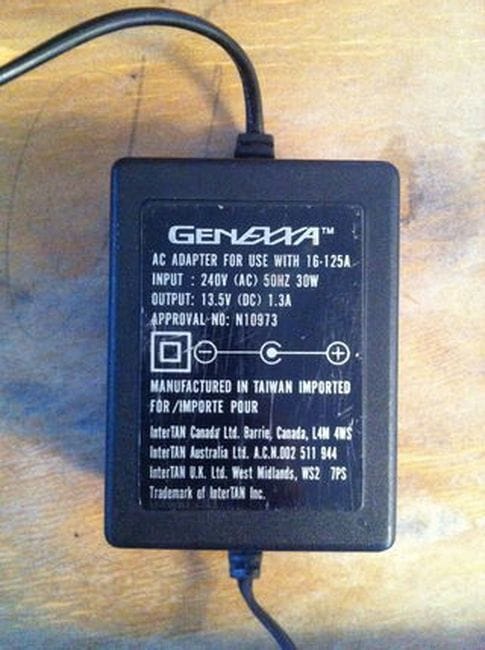 GENEXXA™
AC ADAPTER FOR USE WITH 16-125A
INPUT : 240V (AC) 50HZ 30W
OUTPUT: 13.5V (DC) 1.3A
APPROVAL NO: N10973
MANUFACTURED IN TAIWAN IMPORTED
FOR/IMPORTE POUR
InterTAN Canada Ltd. Barrie, Canada, L4M 4W5
InterTAN Australia Ltd. A.C.N.002 511 944
InterTAN U.K. Ltd. West Midlands, WS2 7PS
Trademark of InterTAN Inc.